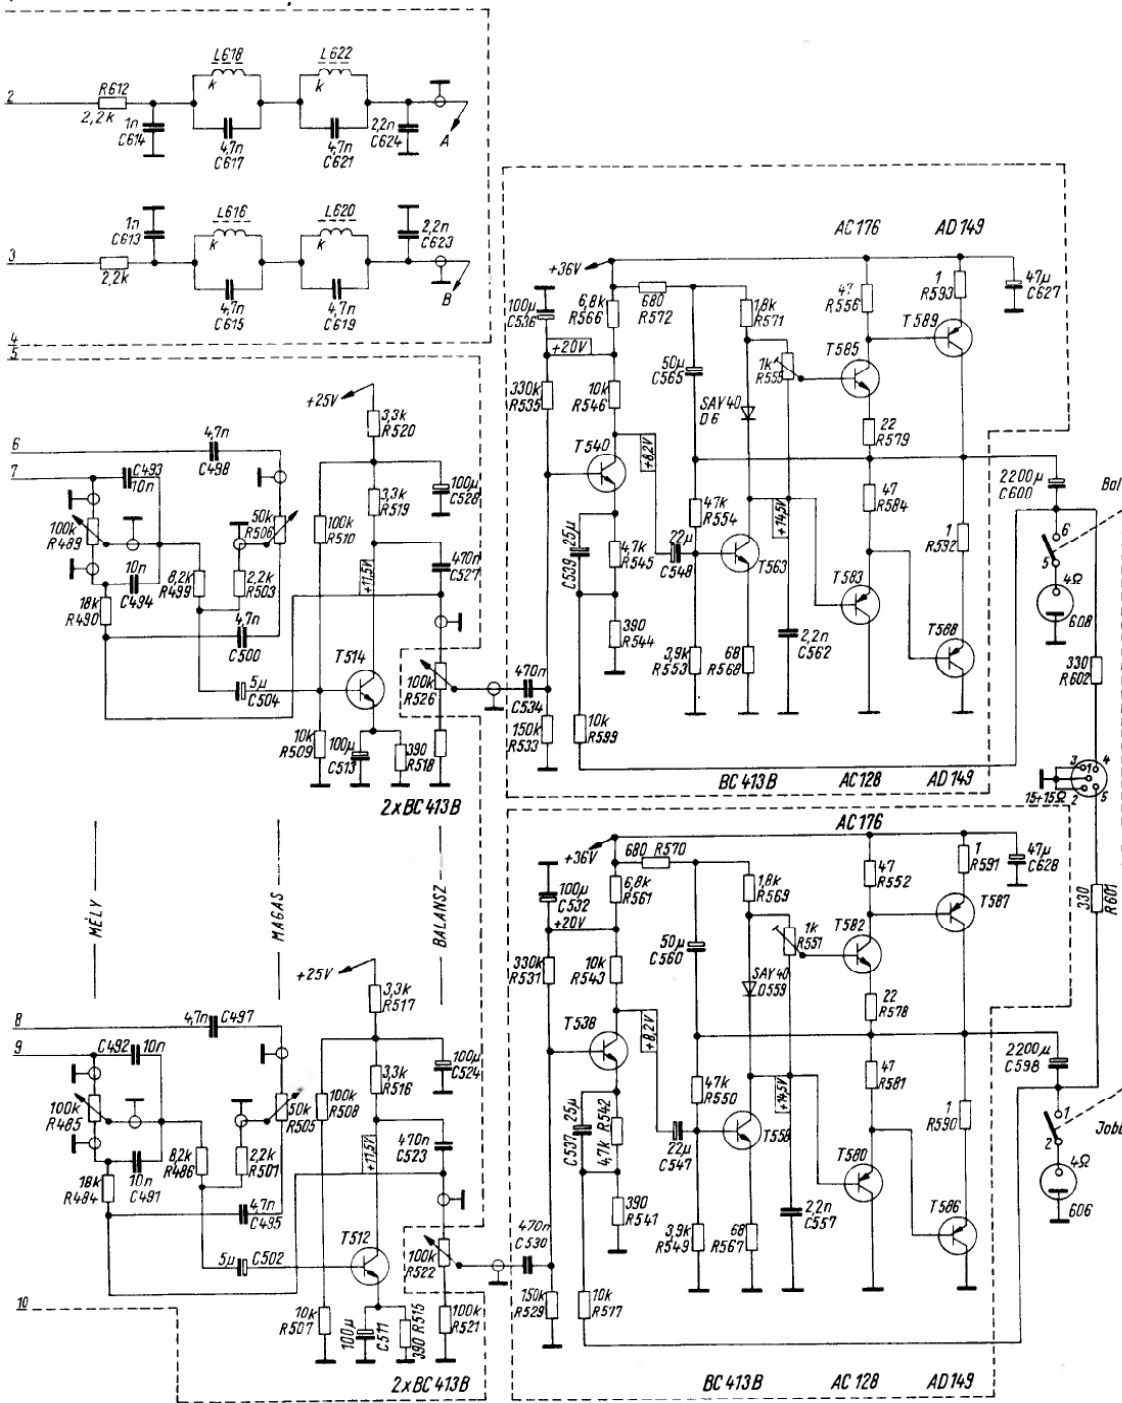 L618
L622
k
k
2
R612
2,2k
1n
C614
4,7n
C617
4,7n
C621
2,2n
C624
A
1n
C613
L616
L620
k
k
2,2n
C623
3
2,2k
4,7n
C615
4,7n
C619
B
4
5
AC176
AD149
+36V
100µ
C536
6,8k
R566
680
R572
1,8k
R571
47
R556
1
R593
47µ
C627
T589
+20V
50µ
C565
1k
R555
T585
330k
R535
10k
R546
SAY40
D6
22
R579
+25V
3,3k
R520
6
4,7n
C498
7
C493
10n
T540
+8,2V
2200µ
C600
Bal
3,3k
R519
100µ
C528
100k
R489
50k
R506
100k
R510
47k
R554
+14,5V
47
R584
1
R592
6
5
10n
C494
8,2k
R499
2,2k
R503
470n
C527
25µ
C539
4,7k
R545
22µ
C548
T563
T583
4Ω
608
18k
R490
4,7n
C500
+11,5V
390
R544
3,9k
R553
68
R568
2,2n
C562
T588
5µ
C504
T514
100k
R526
470n
C534
330
R602
10k
R509
100µ
C513
390
R518
150k
R533
10k
R599
3
1
4
2
5
15+15Ω
2xBC413B
BC413B
AC128
AD149
AC176
MÉLY
MAGAS
BALANSZ
+36V
680 R570
100µ
C532
6,8k
R561
1,8k
R569
47
R552
1
R591
47µ
C628
330
R601
+20V
T587
50µ
C560
1k
R551
T582
+25V
3,3k
R517
330k
R531
10k
R543
SAY40
D559
22
R578
8
4,7n
C497
9
C492
10n
T538
+8,2V
3,3k
R516
100µ
C524
2200µ
C598
100k
R485
50k
R505
100k
R508
47k
R550
+14,5V
47
R581
1
R590
1
2
Jobb
10n
C491
8,2k
R486
2,2k
R501
470n
C523
25µ
C537
4,7k
R542
22µ
C547
T558
T580
4Ω
606
18k
R484
4,7n
C495
+11,5V
390
R541
3,9k
R549
68
R567
2,2n
C557
T586
5µ
C502
T512
100k
R522
470n
C530
10
10k
R507
100µ
C511
390 R515
100k
R521
150k
R529
10k
R577
2xBC413B
BC413B
AC128
AD149